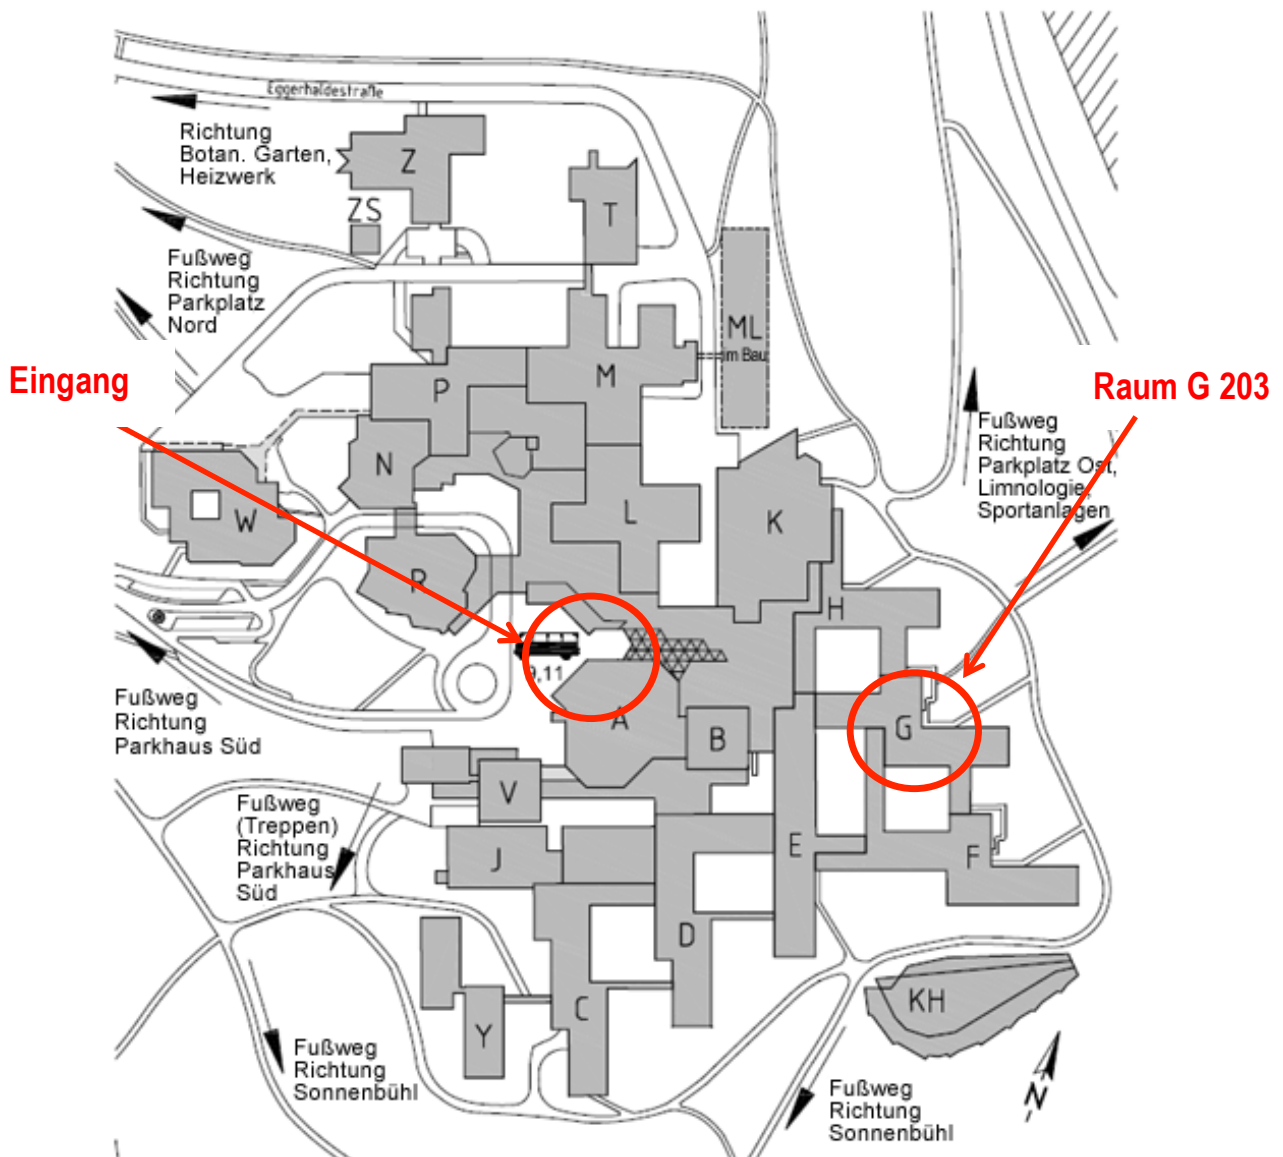 Eggerhaldestraße
Richtung
Botan. Garten,
Heizwerk
Z
ZS
T
Fußweg
Richtung
Parkplatz
Nord
ML
im Bau
Eingang
Raum G 203
P
M
Fußweg
Richtung
Parkplatz Ost,
Limnologie,
Sportanlagen
N
W
L
K
R
H
9,11
Fußweg
Richtung
Parkhaus Süd
A
B
G
V
Fußweg
(Treppen)
Richtung
Parkhaus
Süd
J
E
F
D
C
Y
KH
Fußweg
Richtung
Sonnenbühl
Fußweg
Richtung
Sonnenbühl
N